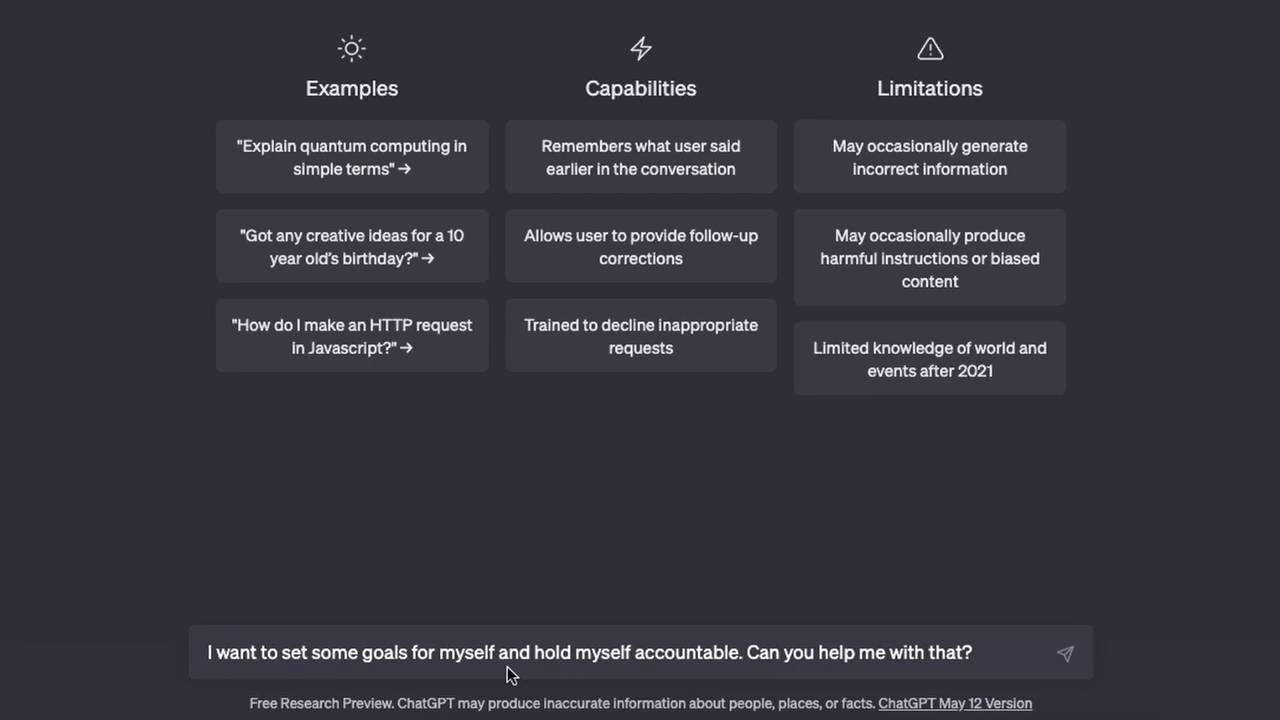 Examples
Capabilities
Limitations
"Explain quantum computing in
simple terms" →
Remembers what user said
earlier in the conversation
May occasionally generate
incorrect information
"Got any creative ideas for a 10
year old's birthday?" →
Allows user to provide follow-up
corrections
May occasionally produce
harmful instructions or biased
content
"How do I make an HTTP request
in Javascript?" →
Trained to decline inappropriate
requests
Limited knowledge of world and
events after 2021
I want to set some goals for myself and hold myself accountable. Can you help me with that?
Free Research Preview. ChatGPT may produce inaccurate information about people, places, or facts. ChatGPT May 12 Version